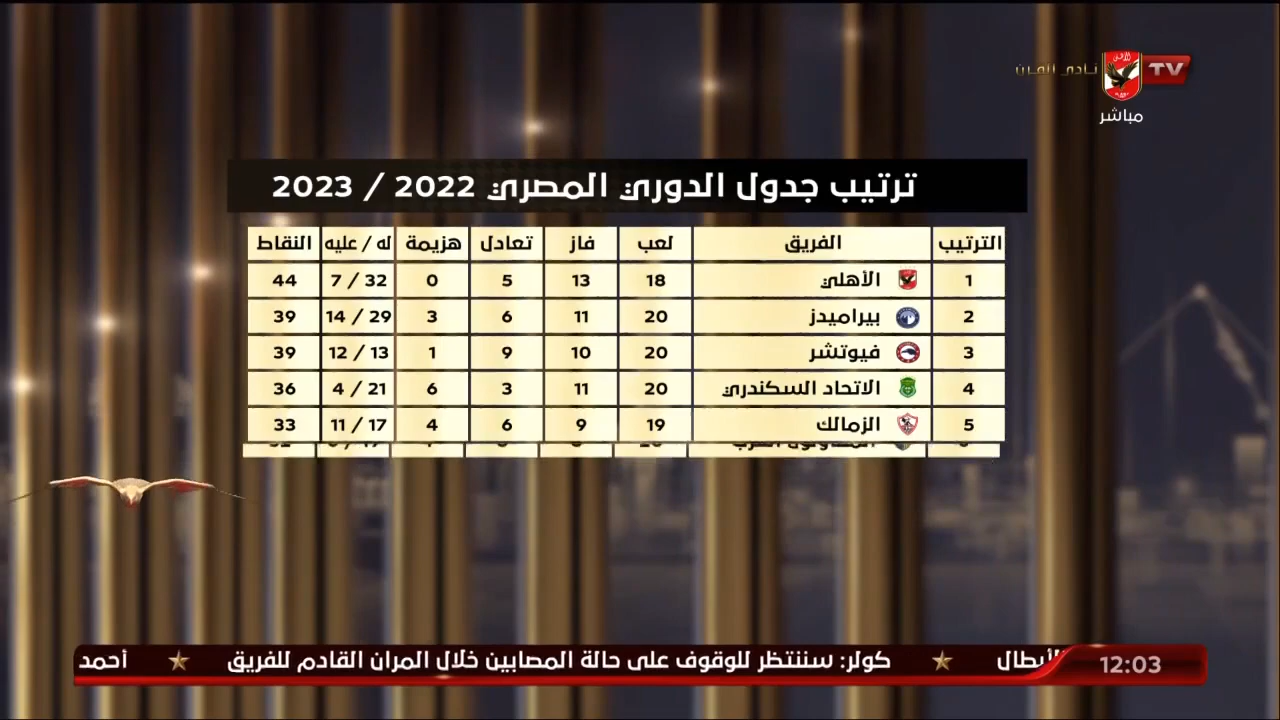 نادي القرن TV
مباشر
ترتيب جدول الدوري المصري 2022 / 2023
الترتيب الفريق لعب فاز تعادل هزيمة له / عليه النقاط
1 الأهلي 18 13 5 0 32 / 7 44
2 بيراميدز 20 11 6 3 29 / 14 39
3 فيوتشر 20 10 9 1 13 / 12 39
4 الاتحاد السكندري 20 11 3 6 21 / 4 36
5 الزمالك 19 9 6 4 17 / 11 33
12:03 الأبطال ★ كولر: سننتظر للوقوف على حالة المصابين خلال المران القادم للفريق ★ أحمد